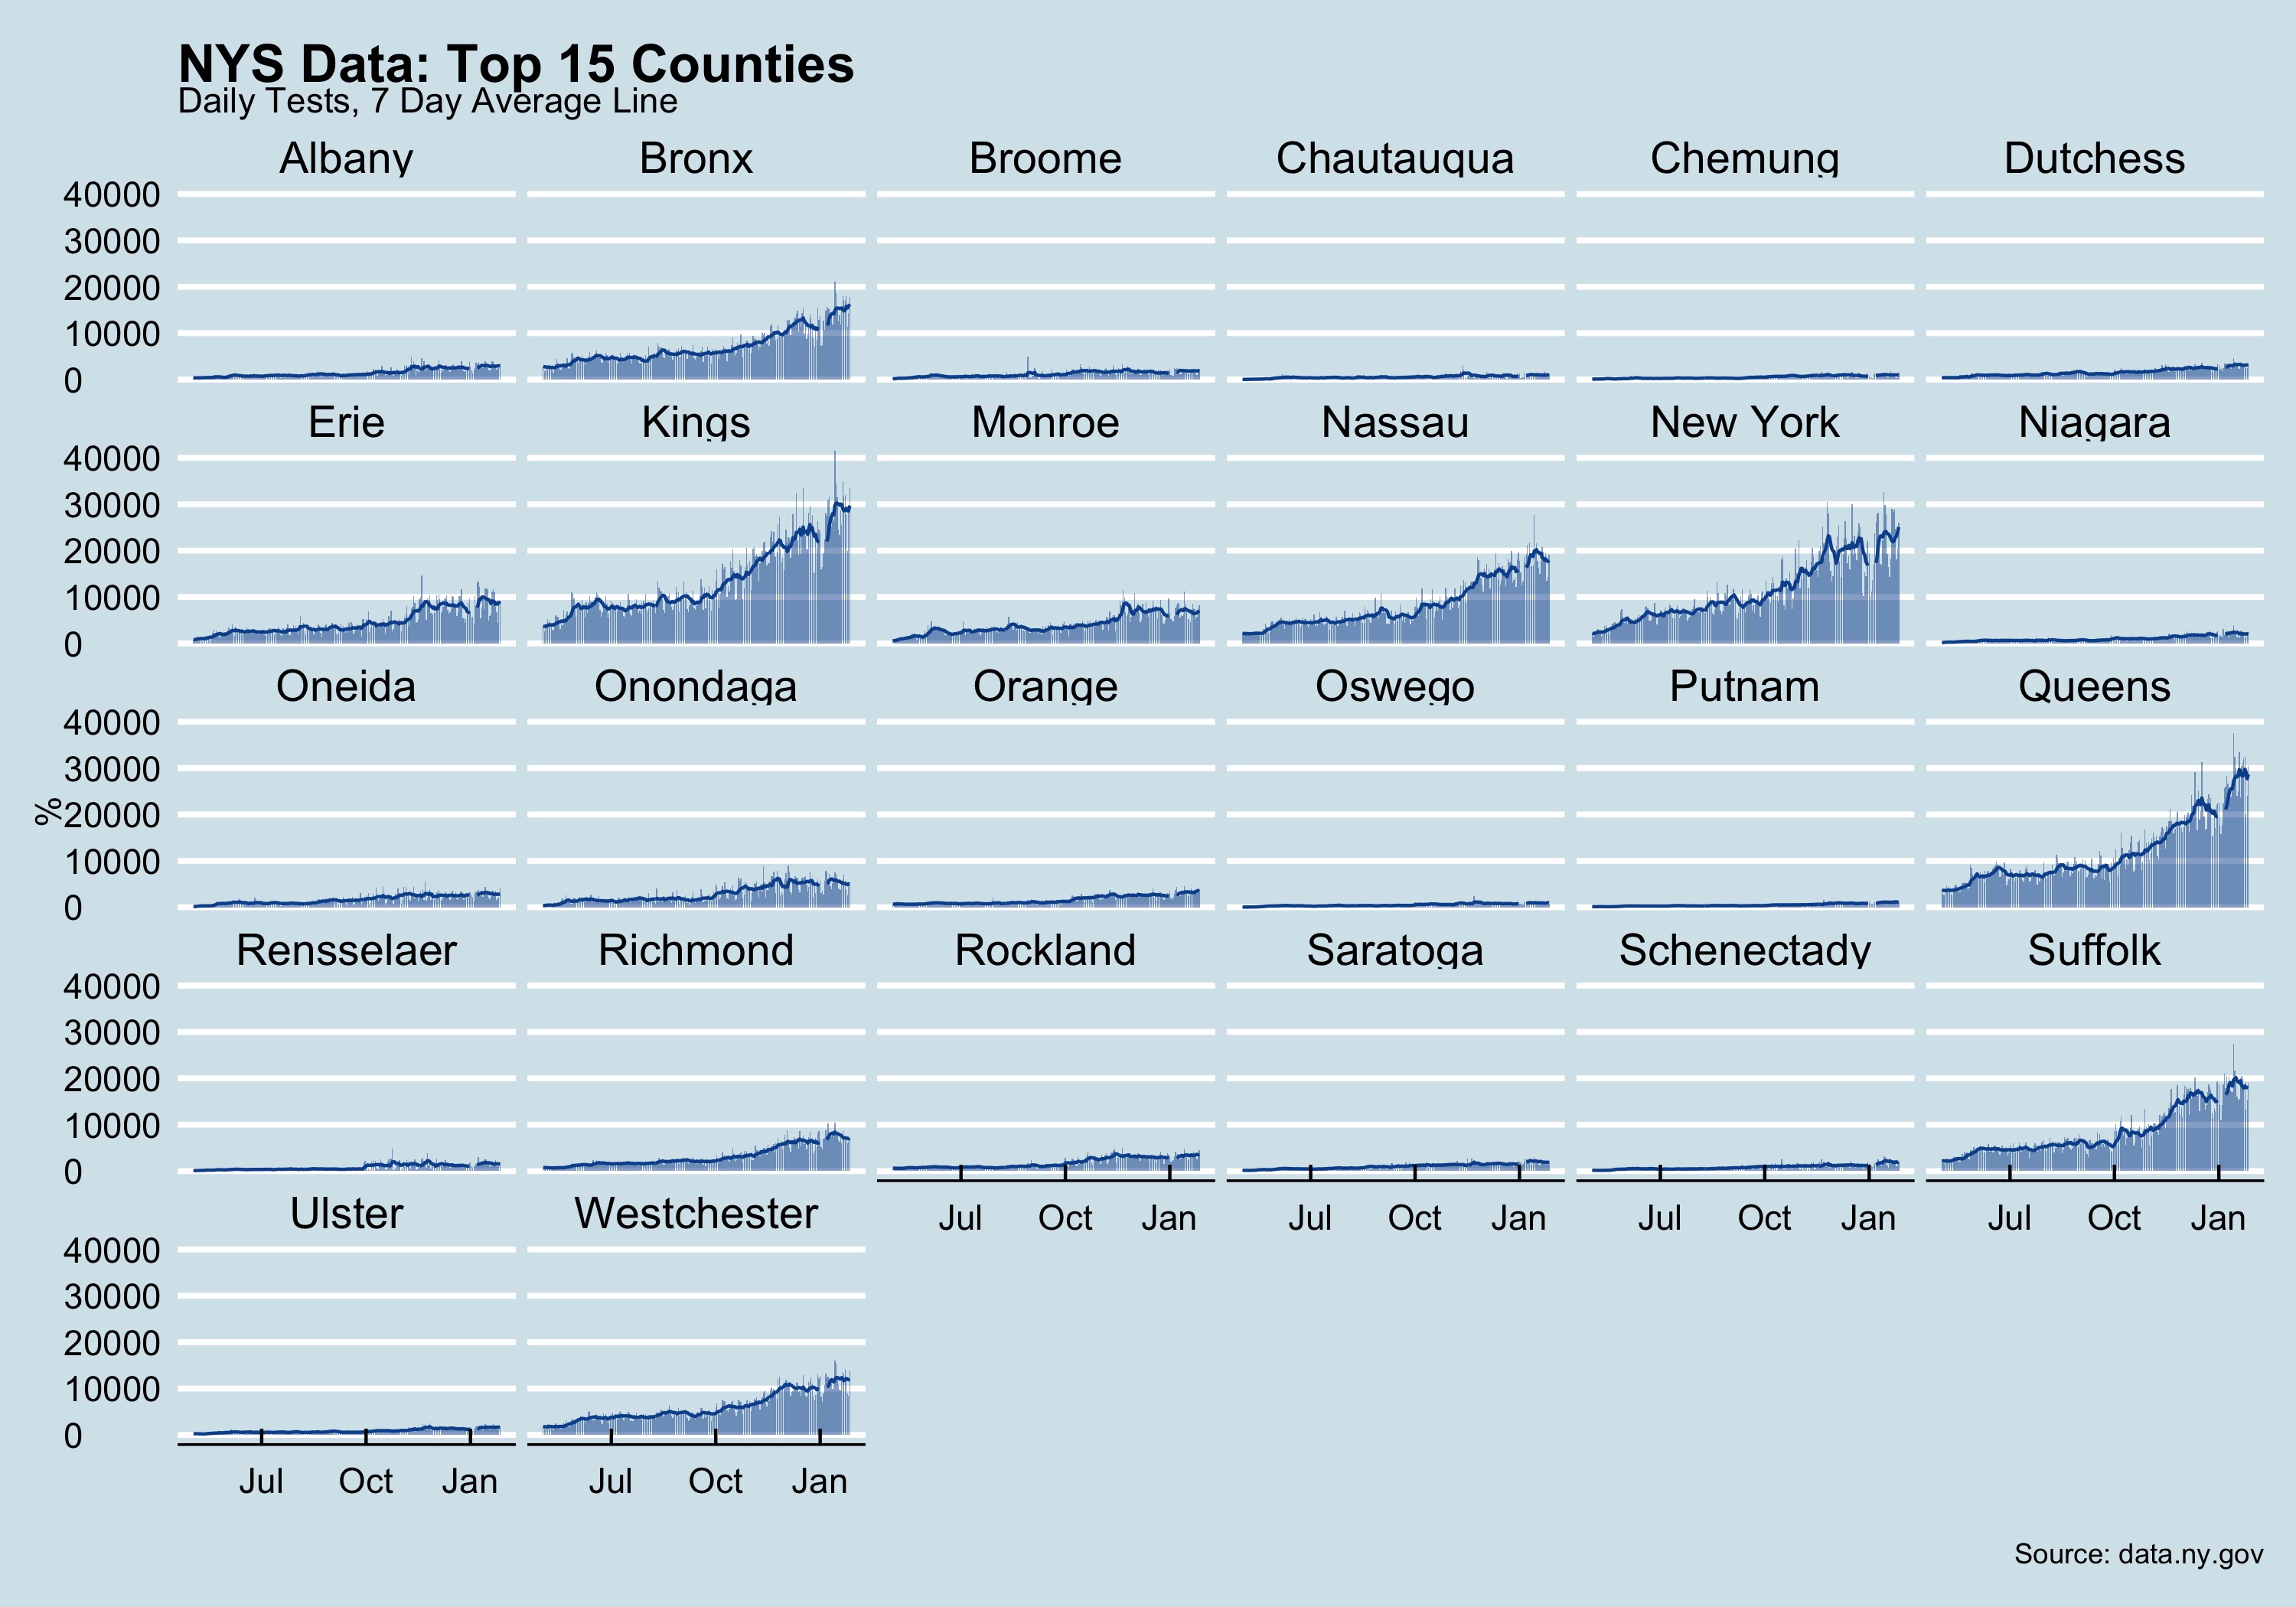 NYS Data: Top 15 Counties
Daily Tests, 7 Day Average Line
Albany Bronx Broome Chautauqua Chemung Dutchess
40000
30000
20000
10000
0
Erie Kings Monroe Nassau New York Niagara
40000
30000
20000
10000
0
Oneida Onondaga Orange Oswego Putnam Queens
40000
30000
%
20000
10000
0
Rensselaer Richmond Rockland Saratoga Schenectady Suffolk
40000
30000
20000
10000
0
Jul Oct Jan Jul Oct Jan Jul Oct Jan Jul Oct Jan
Ulster Westchester
40000
30000
20000
10000
0
Jul Oct Jan Jul Oct Jan
Source: data.ny.gov